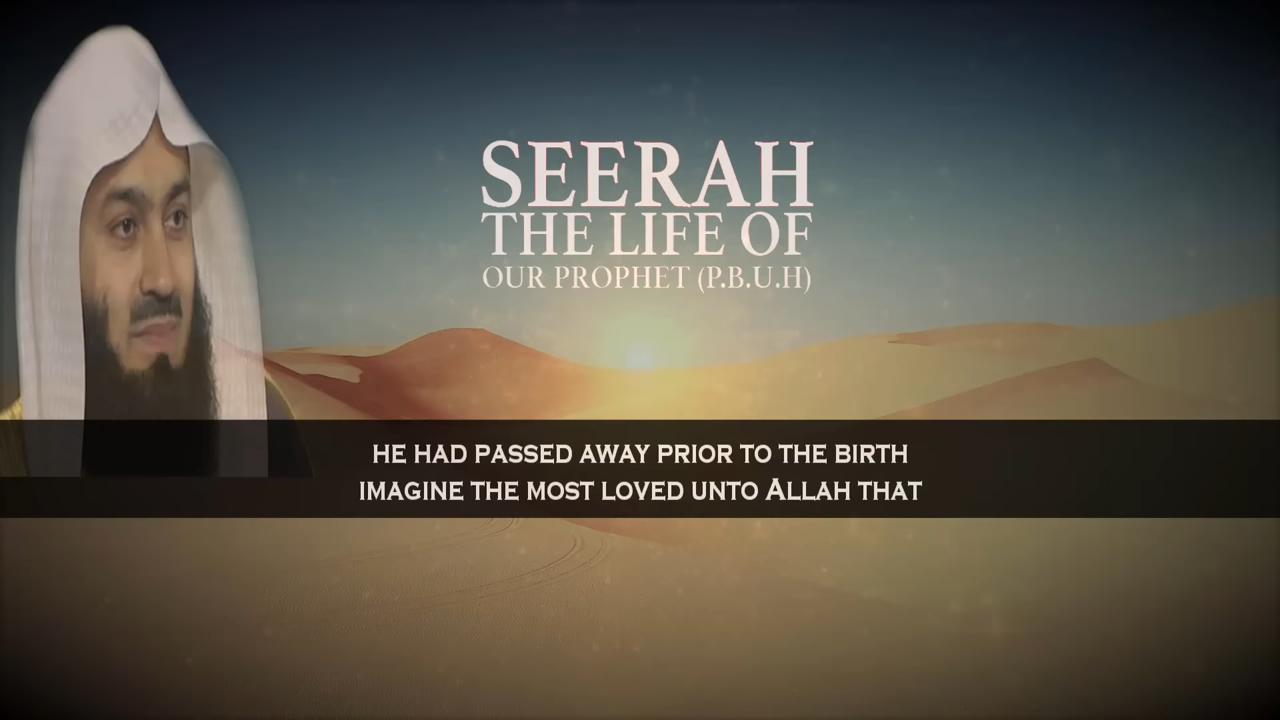 SEERAH
THE LIFE OF
OUR PROPHET (P.B.U.H)
HE HAD PASSED AWAY PRIOR TO THE BIRTH
IMAGINE THE MOST LOVED UNTO ALLAH THAT